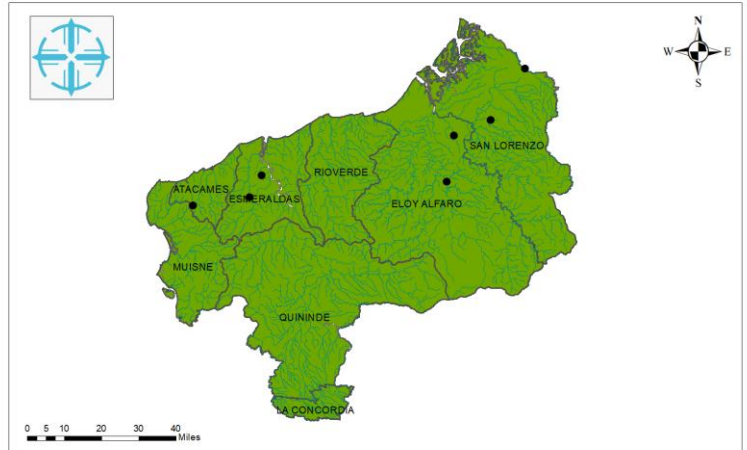 N
W E
S
SAN LORENZO
RIOVERDE
ATACAMES
ESMERALDAS
ELOY ALFARO
MUISNE
QUININDE
LA CONCORDIA
0 5 10 20 30 40
Miles